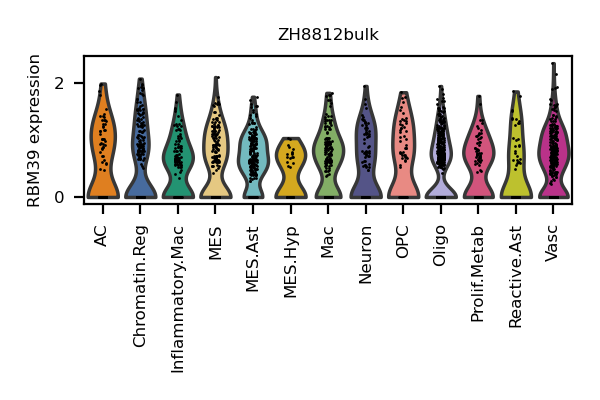 ZH8812bulk
RBM39 expression
2
0
AC
Chromatin.Reg
Inflammatory.Mac
MES
MES.Ast
MES.Hyp
Mac
Neuron
OPC
Oligo
Prolif.Metab
Reactive.Ast
Vasc